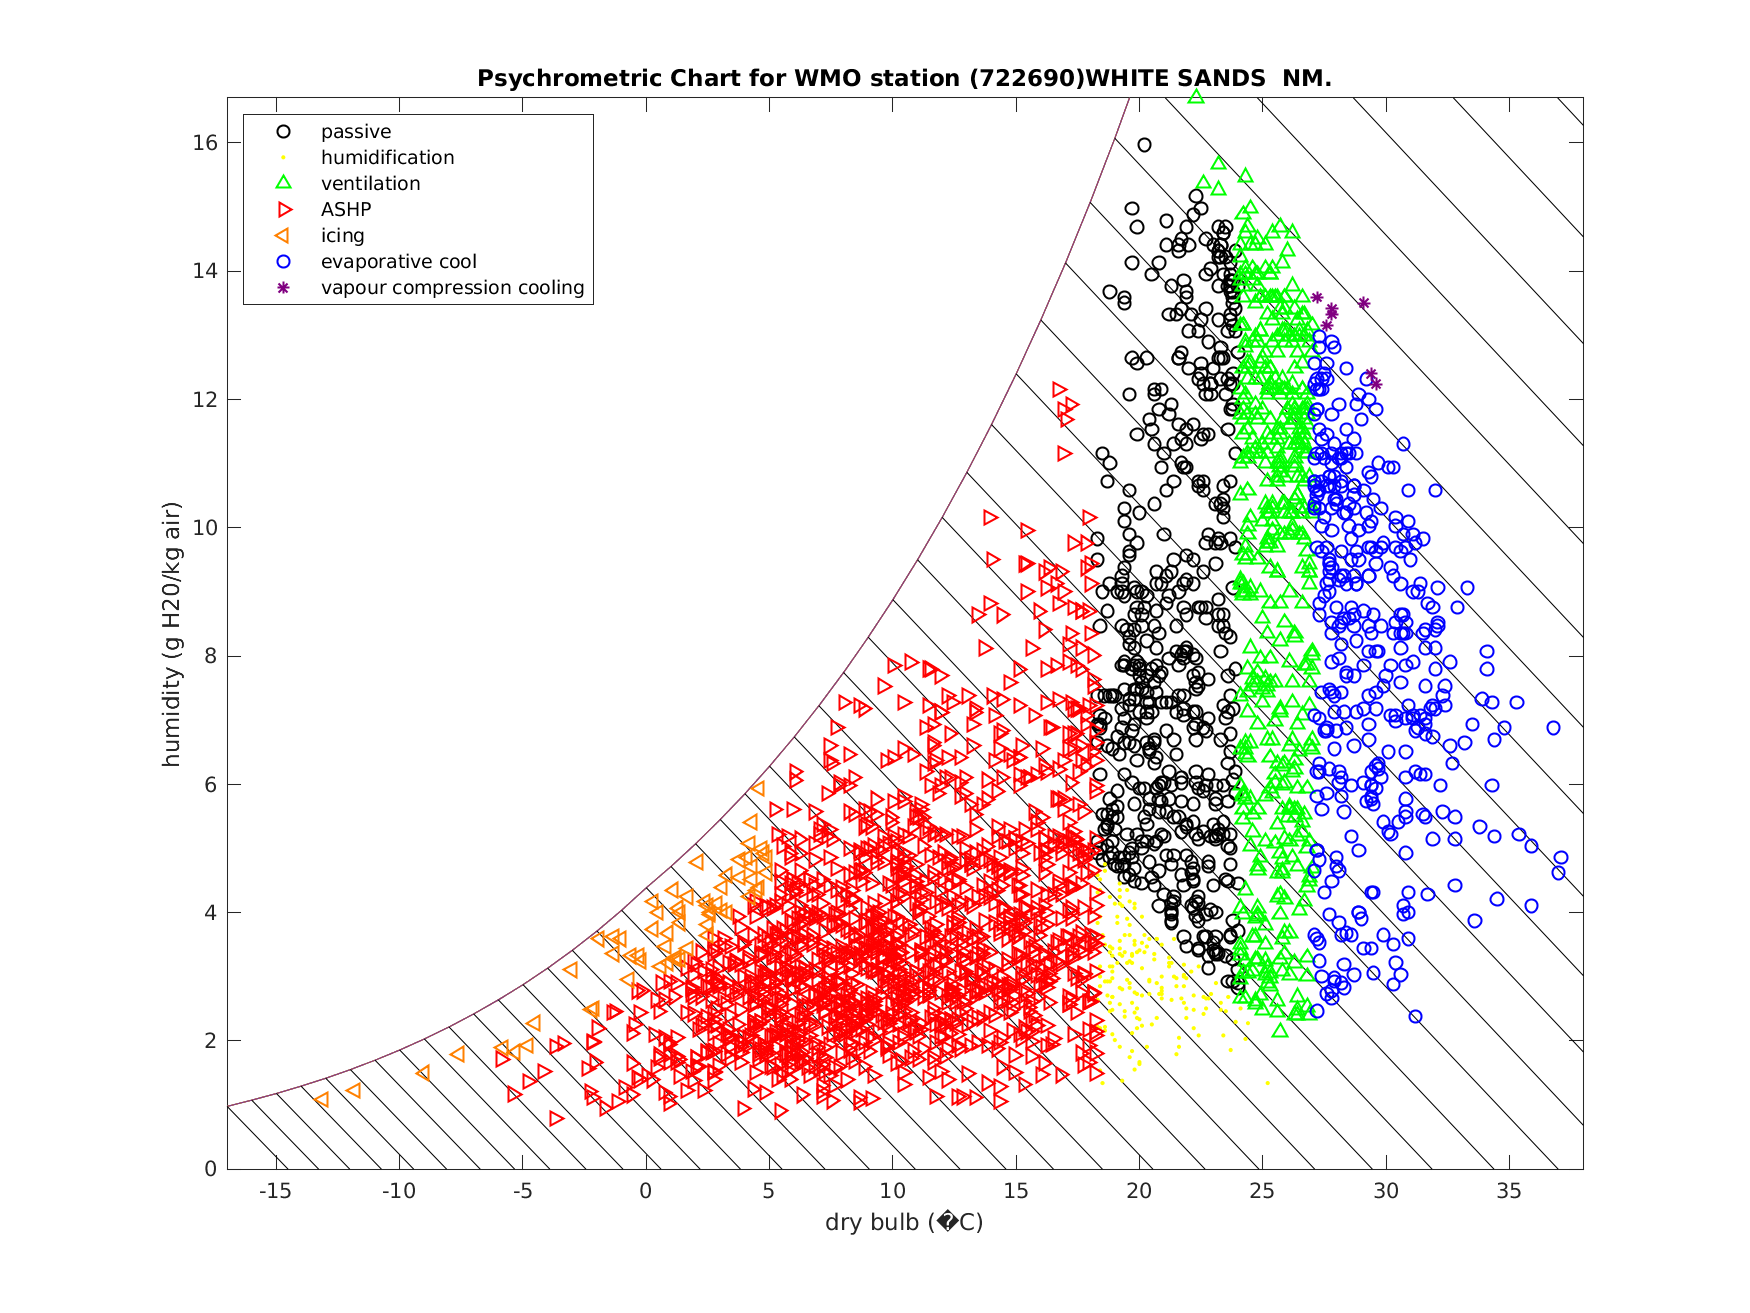 Psychrometric Chart for WMO station (722690)WHITE SANDS  NM.
passive
humidification
ventilation
ASHP
icing
evaporative cool
vapour compression cooling
humidity (g H20/kg air)
16
14
12
10
8
6
4
2
0
-15 -10 -5 0 5 10 15 20 25 30 35
dry bulb (�C)